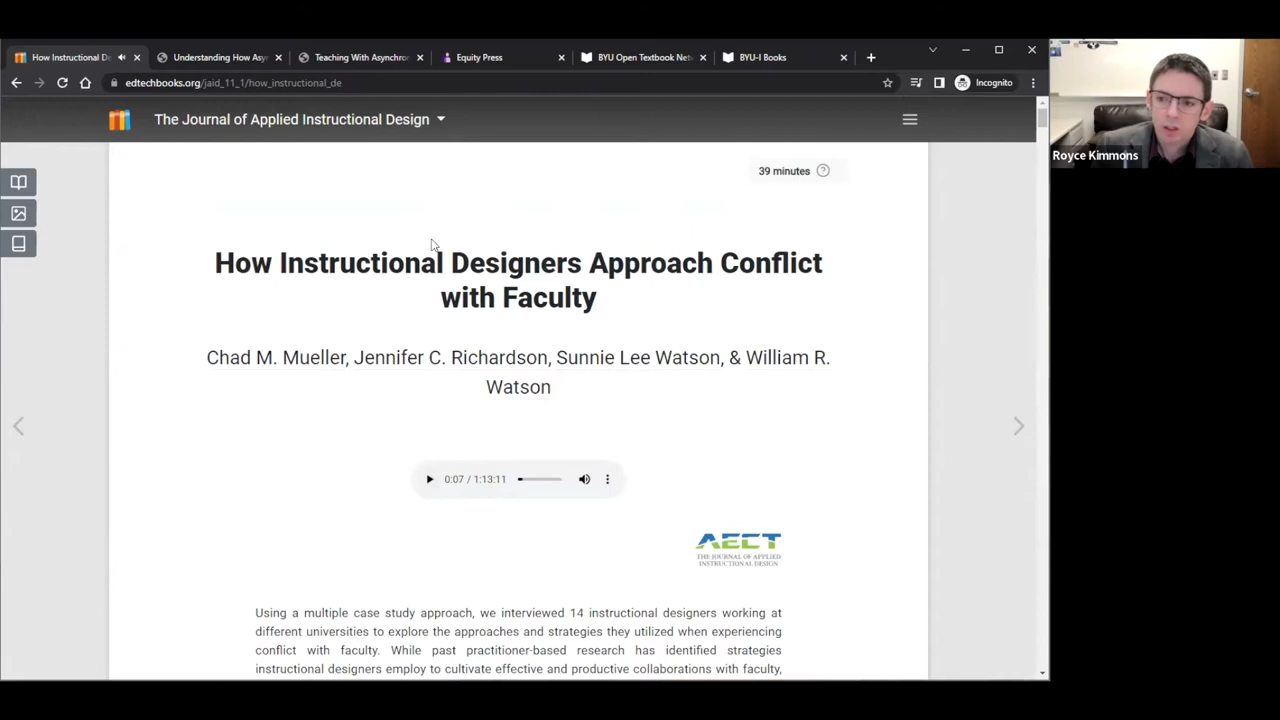 How Instructional De
Understanding How Asyn
Teaching With Asynchron
Equity Press
BYU Open Textbook Net
BYU-I Books
edtechbooks.org/jaid_11_1/how_instructional_de
Incognito
The Journal of Applied Instructional Design
Royce Kimmons
39 minutes
How Instructional Designers Approach Conflict
with Faculty
Chad M. Mueller, Jennifer C. Richardson, Sunnie Lee Watson, & William R.
Watson
0:07 / 1:13:11
AECT
THE JOURNAL OF APPLIED
INSTRUCTIONAL DESIGN
Using a multiple case study approach, we interviewed 14 instructional designers working at
different universities to explore the approaches and strategies they utilized when experiencing
conflict with faculty. While past practitioner-based research has identified strategies
instructional designers employ to cultivate effective and productive collaborations with faculty,